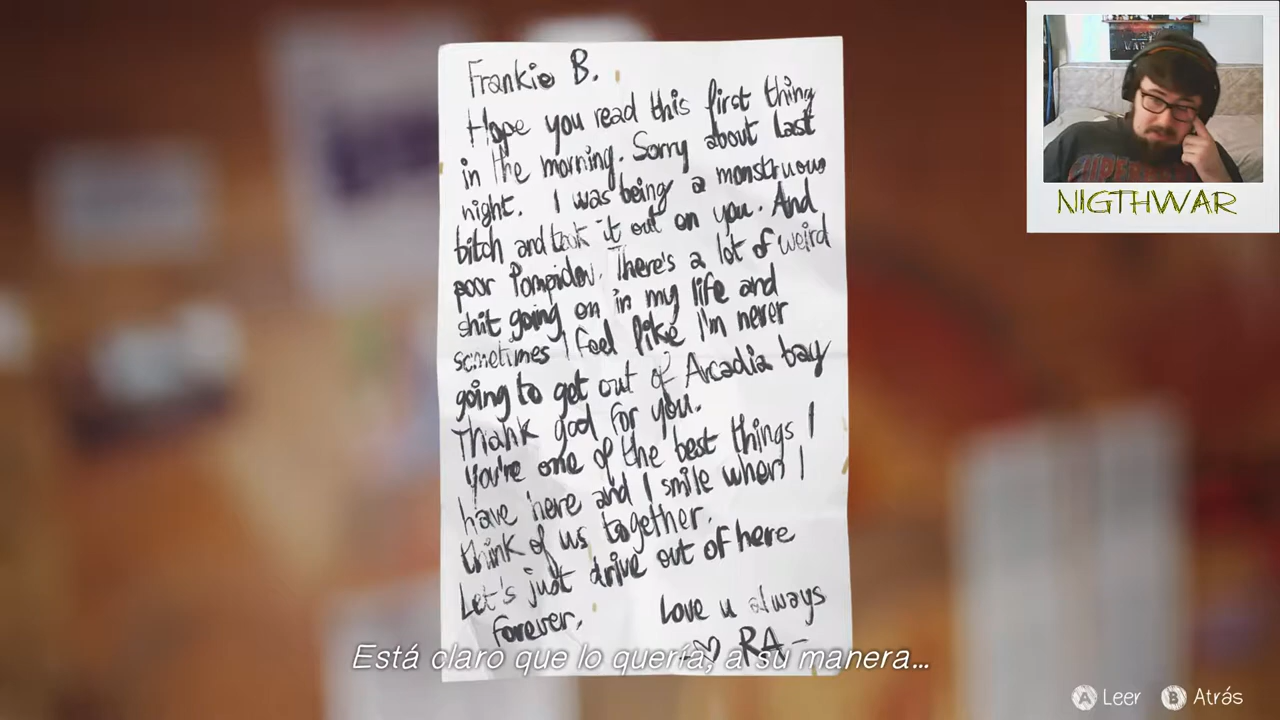 Frankie B.
Hope you read this first thing
in the morning. Sorry about last
night. I was being a monstruous
bitch and took it out on you. And
poor Pompidou. There's a lot of weird
shit going on in my life and
sometimes I feel like I'm never
going to get out of Arcadia bay
Thank god for you.
You're one of the best things I
have here and I smile when I
think of us together.
Let's just drive out of here
forever.
Love u always
-♡ RA-
Está claro que lo quería, a su manera...
NIGTHWAR
A Leer B Atrás